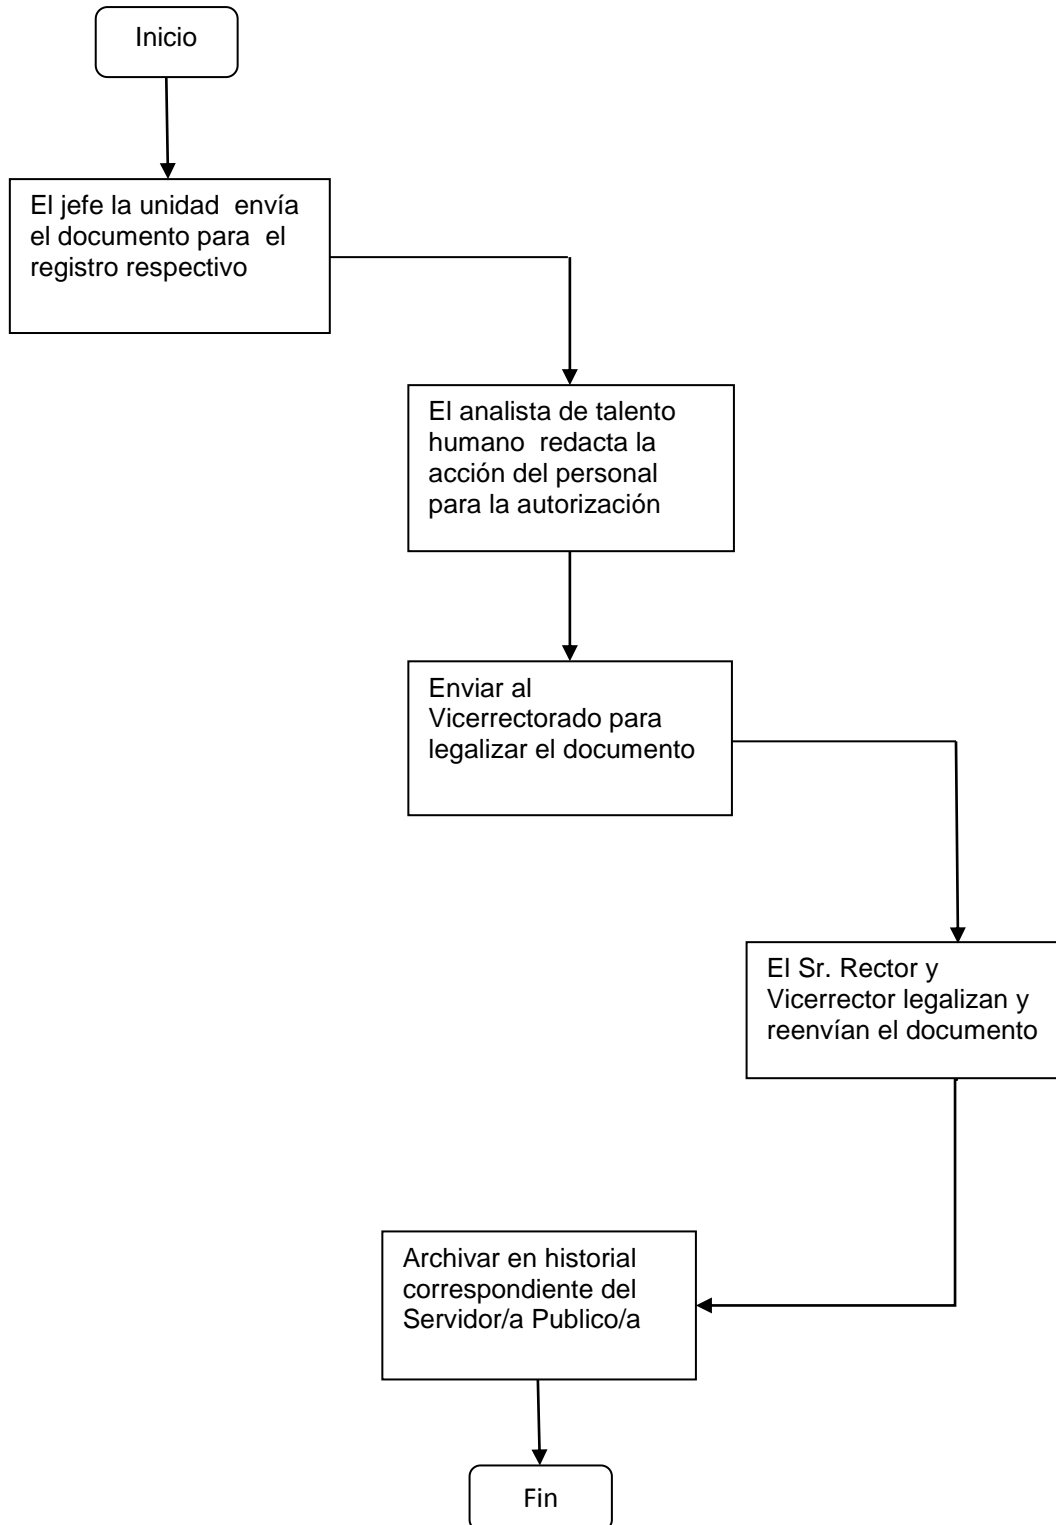 Inicio
El jefe la unidad  envía
el documento para  el
registro respectivo
El analista de talento
humano  redacta la
acción del personal
para la autorización
Enviar al
Vicerrectorado para
legalizar el documento
El Sr. Rector y
Vicerrector legalizan y
reenvían el documento
Archivar en historial
correspondiente del
Servidor/a Publico/a
Fin